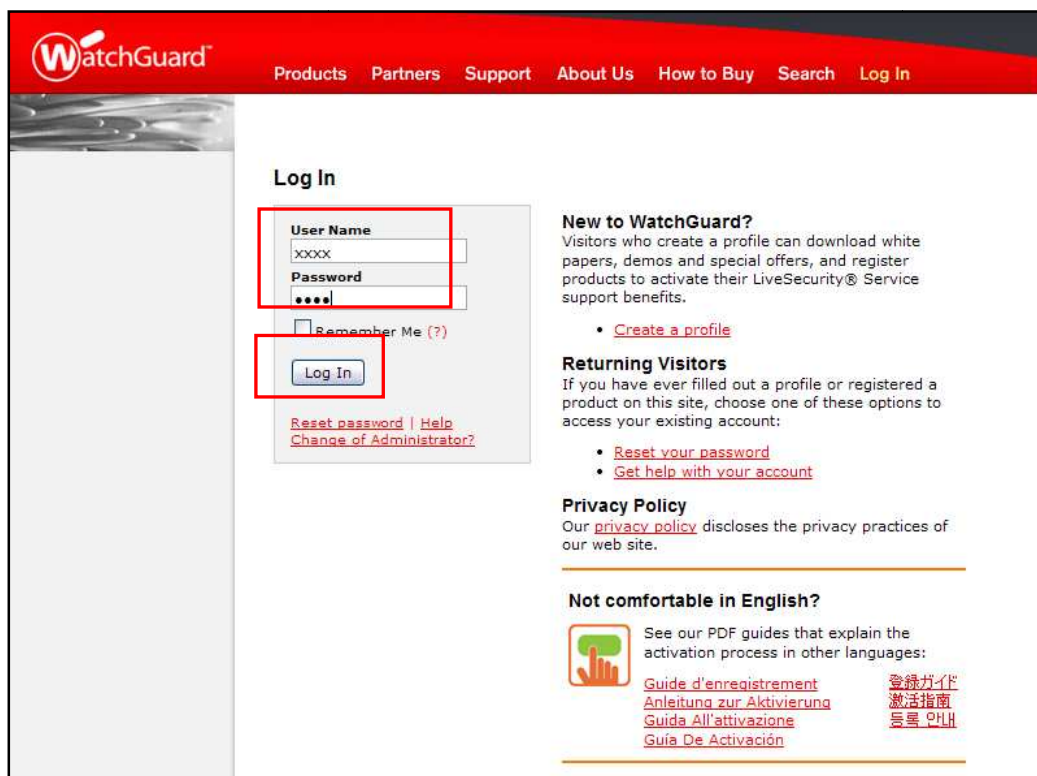 WatchGuard™
Products Partners Support About Us How to Buy Search Log In
Log In
User Name
xxxx
Password
••••
Remember Me (?)
Log In
Reset password | Help
Change of Administrator?
New to WatchGuard?
Visitors who create a profile can download white
papers, demos and special offers, and register
products to activate their LiveSecurity® Service
support benefits.
• Create a profile
Returning Visitors
If you have ever filled out a profile or registered a
product on this site, choose one of these options to
access your existing account:
• Reset your password
• Get help with your account
Privacy Policy
Our privacy policy discloses the privacy practices of
our web site.
Not comfortable in English?
See our PDF guides that explain the
activation process in other languages:
Guide d'enregistrement
Anleitung zur Aktivierung
Guida All'attivazione
Guía De Activación
登録ガイド
激活指南
등록 안내